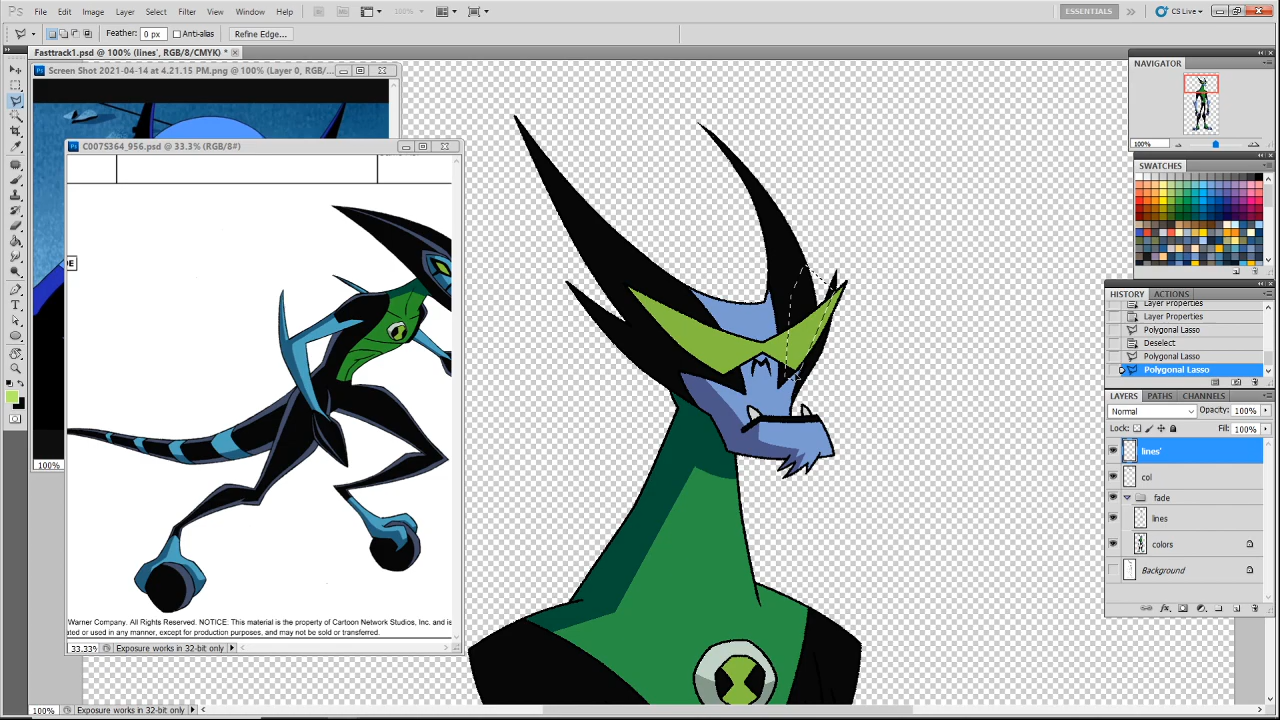 File Edit Image Layer Select Filter Analysis View Window Help 100% ESSENTIALS CS Live
Feather: 0 px Anti-alias Refine Edge...
Fasttrack1.psd @ 100% (lines', RGB/8/CMYK) *
Screen Shot 2021-04-14 at 4.21.15 PM.png @ 100% (Layer 0, RGB/...
C007S364_956.psd @ 33.3% (RGB/8#)
Warner Company. All Rights Reserved. NOTICE. This material is the property of Cartoon Network Studios, Inc. and is
ated or used in any manner, except for production purposes, and may not be sold or transferred.
33.33% Exposure works in 32-bit only
100%
100% Exposure works in 32-bit only
NAVIGATOR
100%
SWATCHES
HISTORY ACTIONS
Layer Properties
Layer Properties
Polygonal Lasso
Deselect
Polygonal Lasso
Polygonal Lasso
LAYERS PATHS CHANNELS
Normal Opacity: 100%
Lock: Fill: 100%
lines'
col
fade
lines
colors
Background